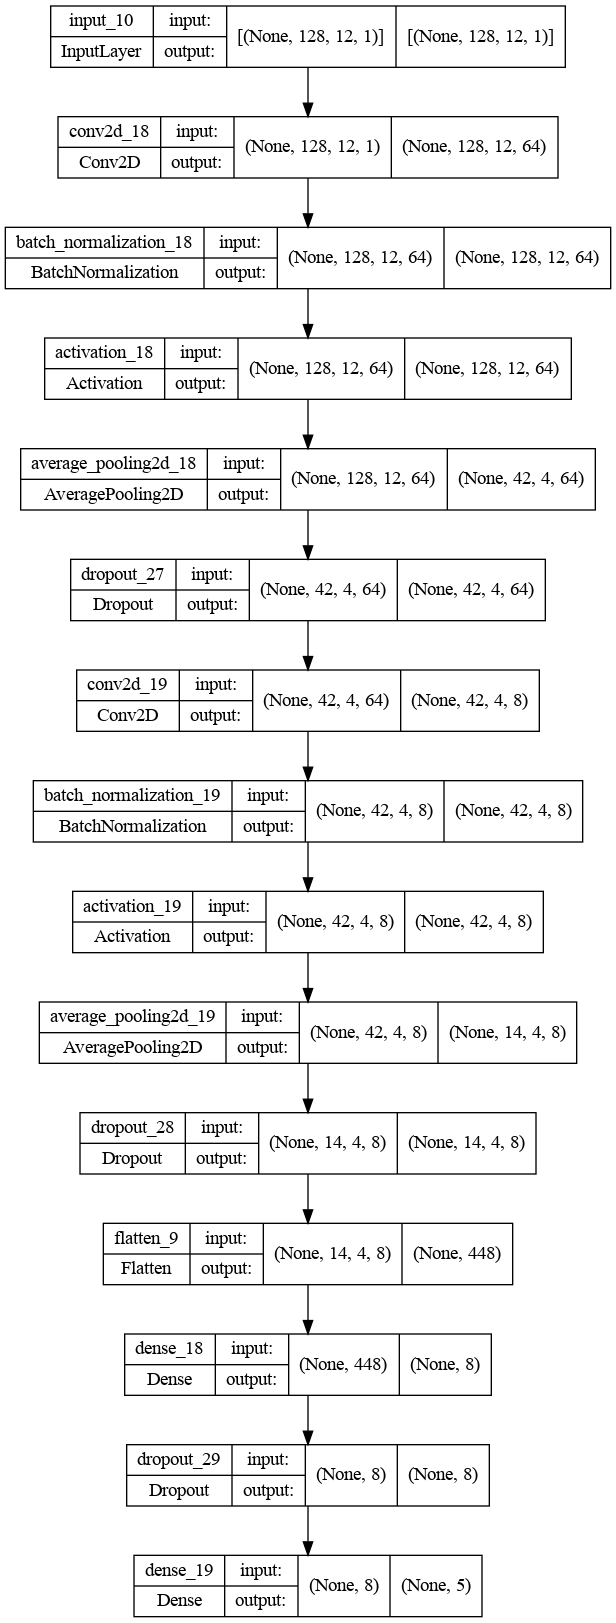 input_10 input: [(None, 128, 12, 1)] [(None, 128, 12, 1)]
InputLayer output:
conv2d_18 input: (None, 128, 12, 1) (None, 128, 12, 64)
Conv2D output:
batch_normalization_18 input: (None, 128, 12, 64) (None, 128, 12, 64)
BatchNormalization output:
activation_18 input: (None, 128, 12, 64) (None, 128, 12, 64)
Activation output:
average_pooling2d_18 input: (None, 128, 12, 64) (None, 42, 4, 64)
AveragePooling2D output:
dropout_27 input: (None, 42, 4, 64) (None, 42, 4, 64)
Dropout output:
conv2d_19 input: (None, 42, 4, 64) (None, 42, 4, 8)
Conv2D output:
batch_normalization_19 input: (None, 42, 4, 8) (None, 42, 4, 8)
BatchNormalization output:
activation_19 input: (None, 42, 4, 8) (None, 42, 4, 8)
Activation output:
average_pooling2d_19 input: (None, 42, 4, 8) (None, 14, 4, 8)
AveragePooling2D output:
dropout_28 input: (None, 14, 4, 8) (None, 14, 4, 8)
Dropout output:
flatten_9 input: (None, 14, 4, 8) (None, 448)
Flatten output:
dense_18 input: (None, 448) (None, 8)
Dense output:
dropout_29 input: (None, 8) (None, 8)
Dropout output:
dense_19 input: (None, 8) (None, 5)
Dense output: